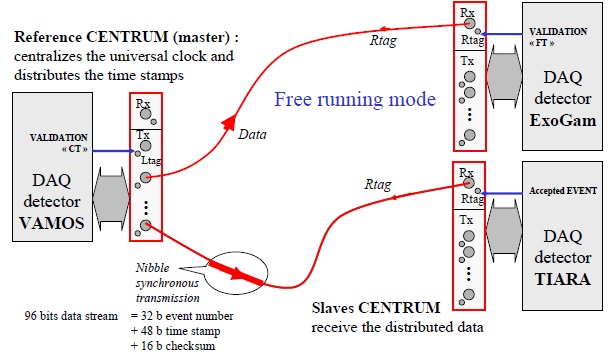 Reference CENTRUM (master) :
centralizes the universal clock and
distributes the time stamps
Rx
Tx
Ltag
VALIDATION
« CT »
DAQ
detector
VAMOS
Data
Rtag
Free running mode
Rx
Rtag
Tx
VALIDATION
« FT »
DAQ
detector
ExoGam
Rtag
Rx
Rtag
Tx
Accepted EVENT
DAQ
detector
TIARA
Nibble
synchronous
transmission
Slaves CENTRUM
receive the distributed data
96 bits data stream = 32 b event number
+ 48 b time stamp
+ 16 b checksum